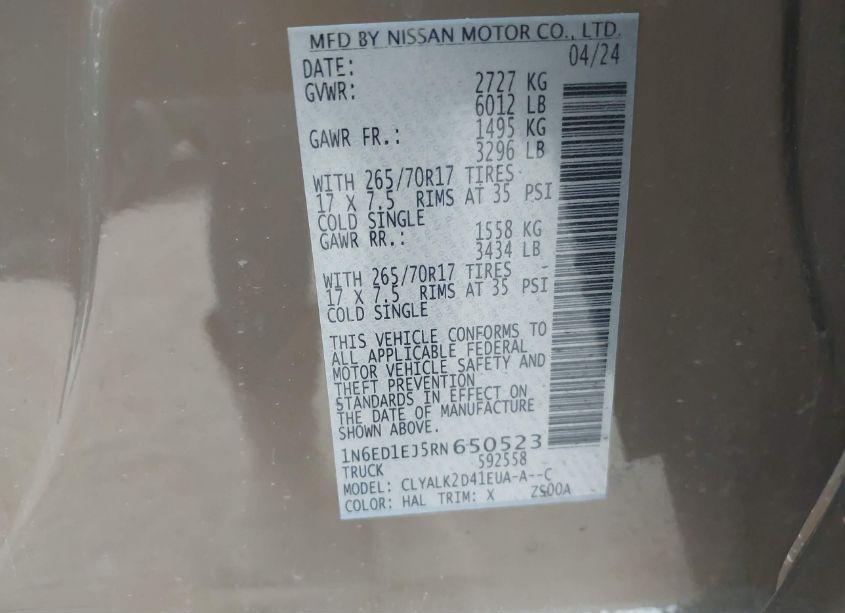 MFD BY NISSAN MOTOR CO., LTD.
DATE: 04/24
GVWR: 2727 KG
6012 LB
GAWR FR.: 1495 KG
3296 LB
WITH 265/70R17 TIRES
17 X 7.5 RIMS AT 35 PSI
COLD SINGLE
GAWR RR.: 1558 KG
3434 LB
WITH 265/70R17 TIRES -
17 X 7.5 RIMS AT 35 PSI
COLD SINGLE
THIS VEHICLE CONFORMS TO
ALL APPLICABLE FEDERAL
MOTOR VEHICLE SAFETY AND
THEFT PREVENTION
STANDARDS IN EFFECT ON
THE DATE OF MANUFACTURE
SHOWN ABOVE.
1N6ED1EJ5RN650523
TRUCK 592558
MODEL: CLYALK2D41EUA-A--C
COLOR: HAL TRIM: X ZS00A